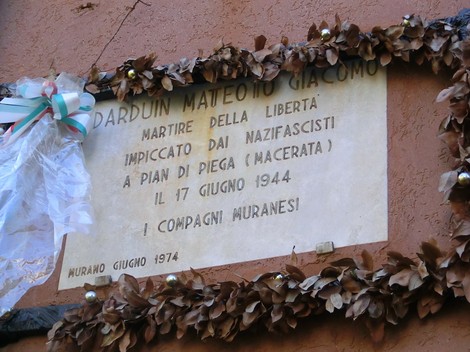 DARDUIN MATTEOTTO GIACOMO
MARTIRE DELLA LIBERTA'
IMPICCATO DAI NAZIFASCISTI
A PIAN DI PIEGA (MACERATA)
IL 17 GIUGNO 1944
I COMPAGNI MURANESI
MURANO GIUGNO 1974